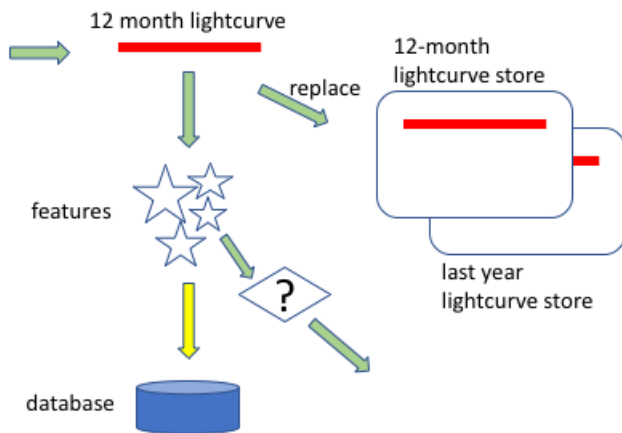 12 month lightcurve
replace
12-month
lightcurve store
features
?
last year
lightcurve store
database